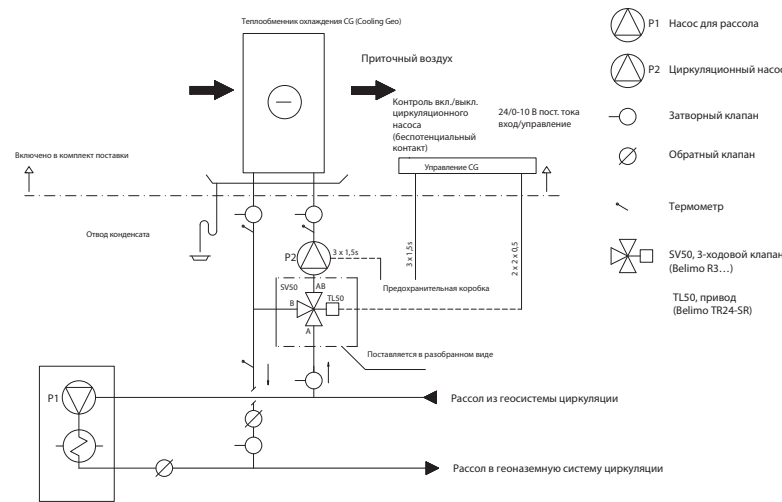 Теплообменник охлаждения CG (Cooling Geo)
P1 Насос для рассола
Приточный воздух
P2 Циркуляционный насос
Контроль вкл./выкл.
циркуляционного
насоса
(беспотенциальный
контакт)
24/0-10 В пост. тока
вход/управление
Затворный клапан
Включено в комплект поставки
Управление CG
Обратный клапан
Термометр
Отвод конденсата
P2
3 x 1,5s
3 x 1,5s
2 x 2 x 0,5
SV50, 3-ходовой клапан
(Belimo R3...)
Предохранительная коробка
SV50
AB
TL50
B
A
TL50, привод
(Belimo TR24-SR)
Поставляется в разобранном виде
P1
Рассол из геосистемы циркуляции
Рассол в геоназемную систему циркуляции